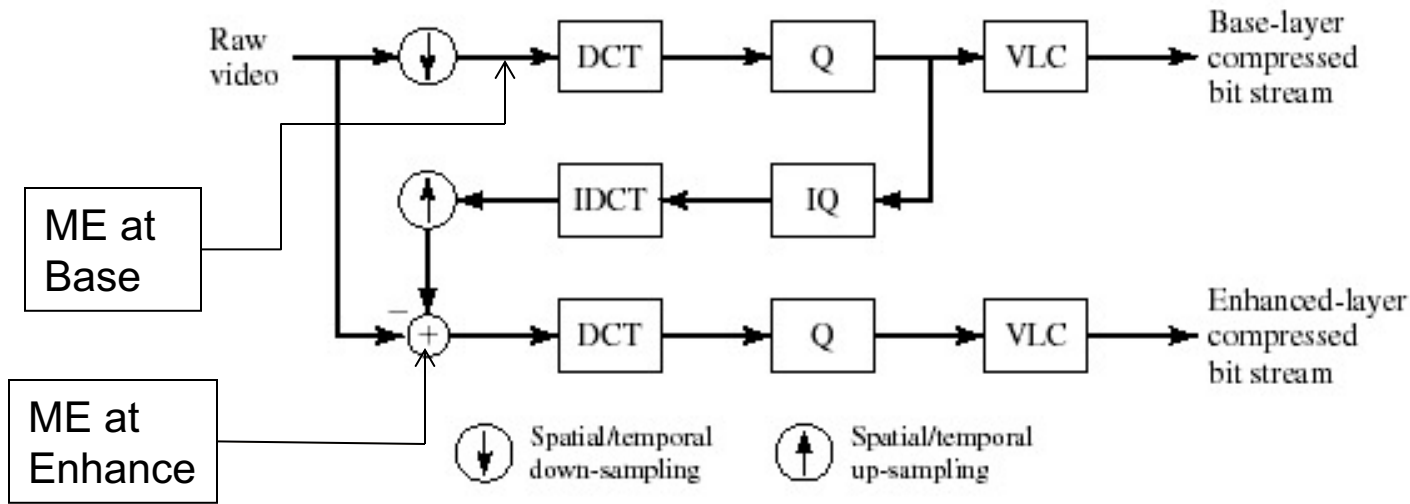 Raw
video
DCT
Q
VLC
Base-layer
compressed
bit stream
ME at
Base
IDCT
IQ
−
+
DCT
Q
VLC
Enhanced-layer
compressed
bit stream
ME at
Enhance
Spatial/temporal
down-sampling
Spatial/temporal
up-sampling